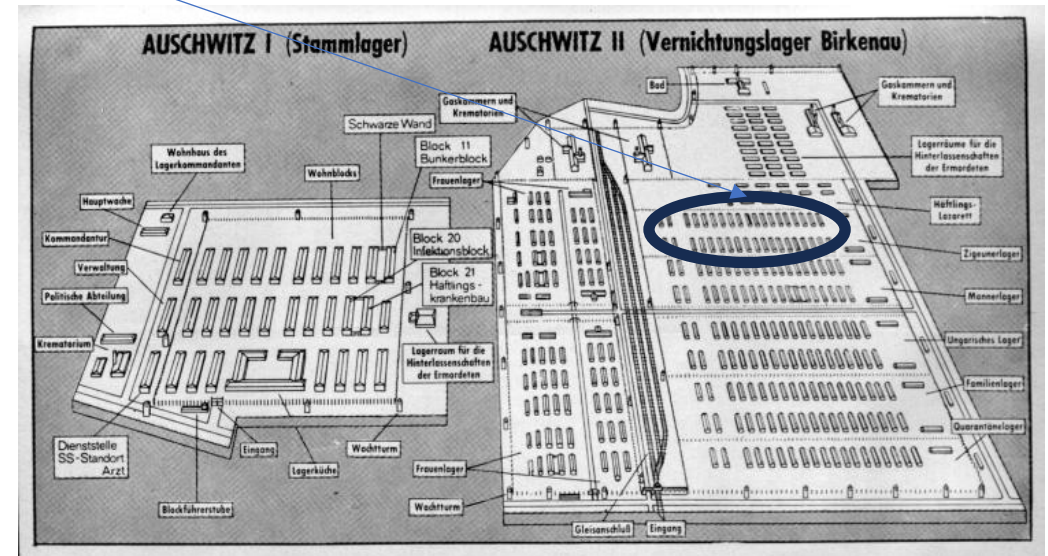 AUSCHWITZ I (Stammlager)
AUSCHWITZ II (Vernichtungslager Birkenau)
Wohnhaus des
Lagerkommandanten
Hauptwache
Kommandantur
Verwaltung
Politische Abteilung
Krematorium
Dienststelle
SS-Standort
Arzt
Blockführerstube
Eingang
Lagerküche
Wachtturm
Wohnblocks
Schwarze Wand
Block 11
Bunkerblock
Block 20
Infektionsblock
Block 21
Häftlings-
krankenbau
Lagerraum für die
Hinterlassenschaften
der Ermordeten
Gaskammern und
Krematorien
Frauenlager
Frauenlager
Wachtturm
Gleisanschluß
Eingang
Bad
Gaskammern und
Krematorien
Lagerräume für die
Hinterlassenschaften
der Ermordeten
Häftlings-
Lazarett
Zigeunerlager
Männerlager
Ungarisches Lager
Familienlager
Quarantänelager